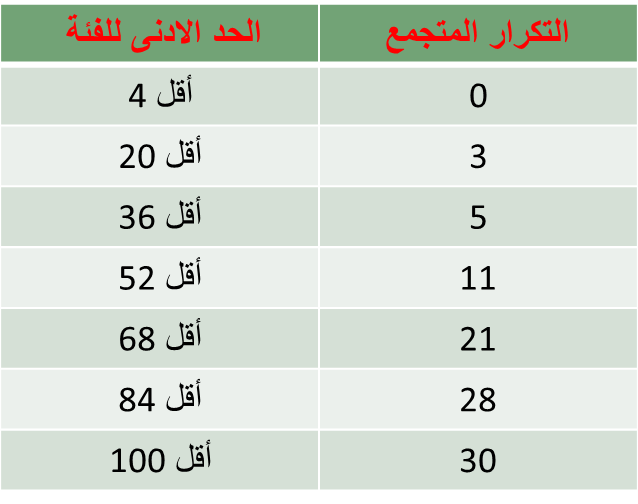 الحد الادنى للفئة التكرار المتجمع
أقل 4 0
أقل 20 3
أقل 36 5
أقل 52 11
أقل 68 21
أقل 84 28
أقل 100 30